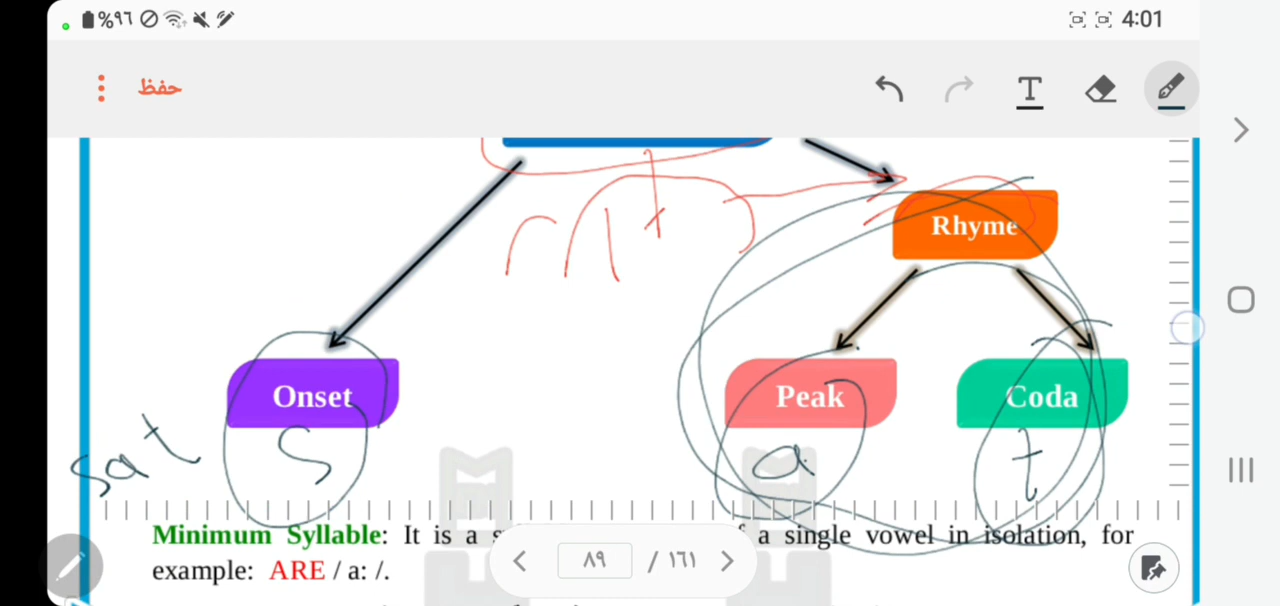 %٩٦ 4:01
حفظ T
Rhyme
Onset Peak Coda
sat s a t
Minimum Syllable: It is a a single vowel in isolation, for
٨٩ / ١٦١
example: ARE / a: /.